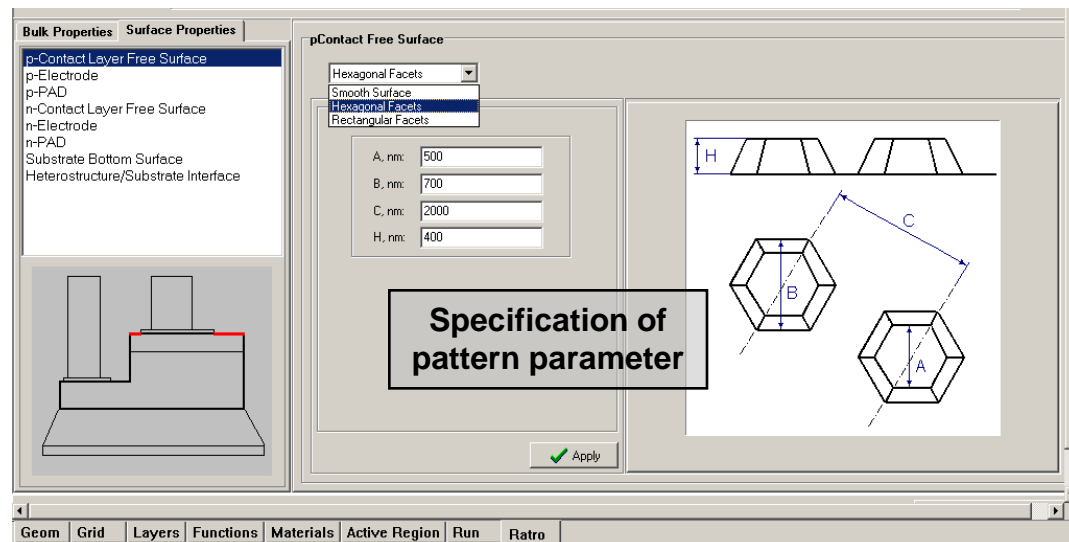 Bulk Properties Surface Properties
p-Contact Layer Free Surface
p-Electrode
p-PAD
n-Contact Layer Free Surface
n-Electrode
n-PAD
Substrate Bottom Surface
Heterostructure/Substrate Interface
pContact Free Surface
Hexagonal Facets
Smooth Surface
Hexagonal Facets
Rectangular Facets
A, nm: 500
B, nm: 700
C, nm: 2000
H, nm: 400
Specification of
pattern parameter
Apply
H
C
B
A
Geom Grid Layers Functions Materials Active Region Run Ratro